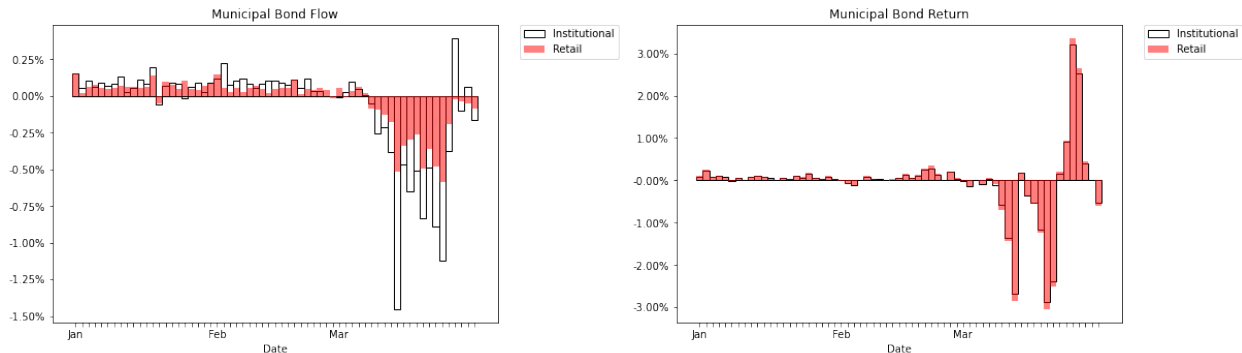 Municipal Bond Flow
Institutional
Retail
0.25%
0.00%
-0.25%
-0.50%
-0.75%
-1.00%
-1.25%
-1.50%
Jan
Feb
Mar
Date
Municipal Bond Return
Institutional
Retail
3.00%
2.00%
1.00%
-0.00%
-1.00%
-2.00%
-3.00%
Jan
Feb
Mar
Date